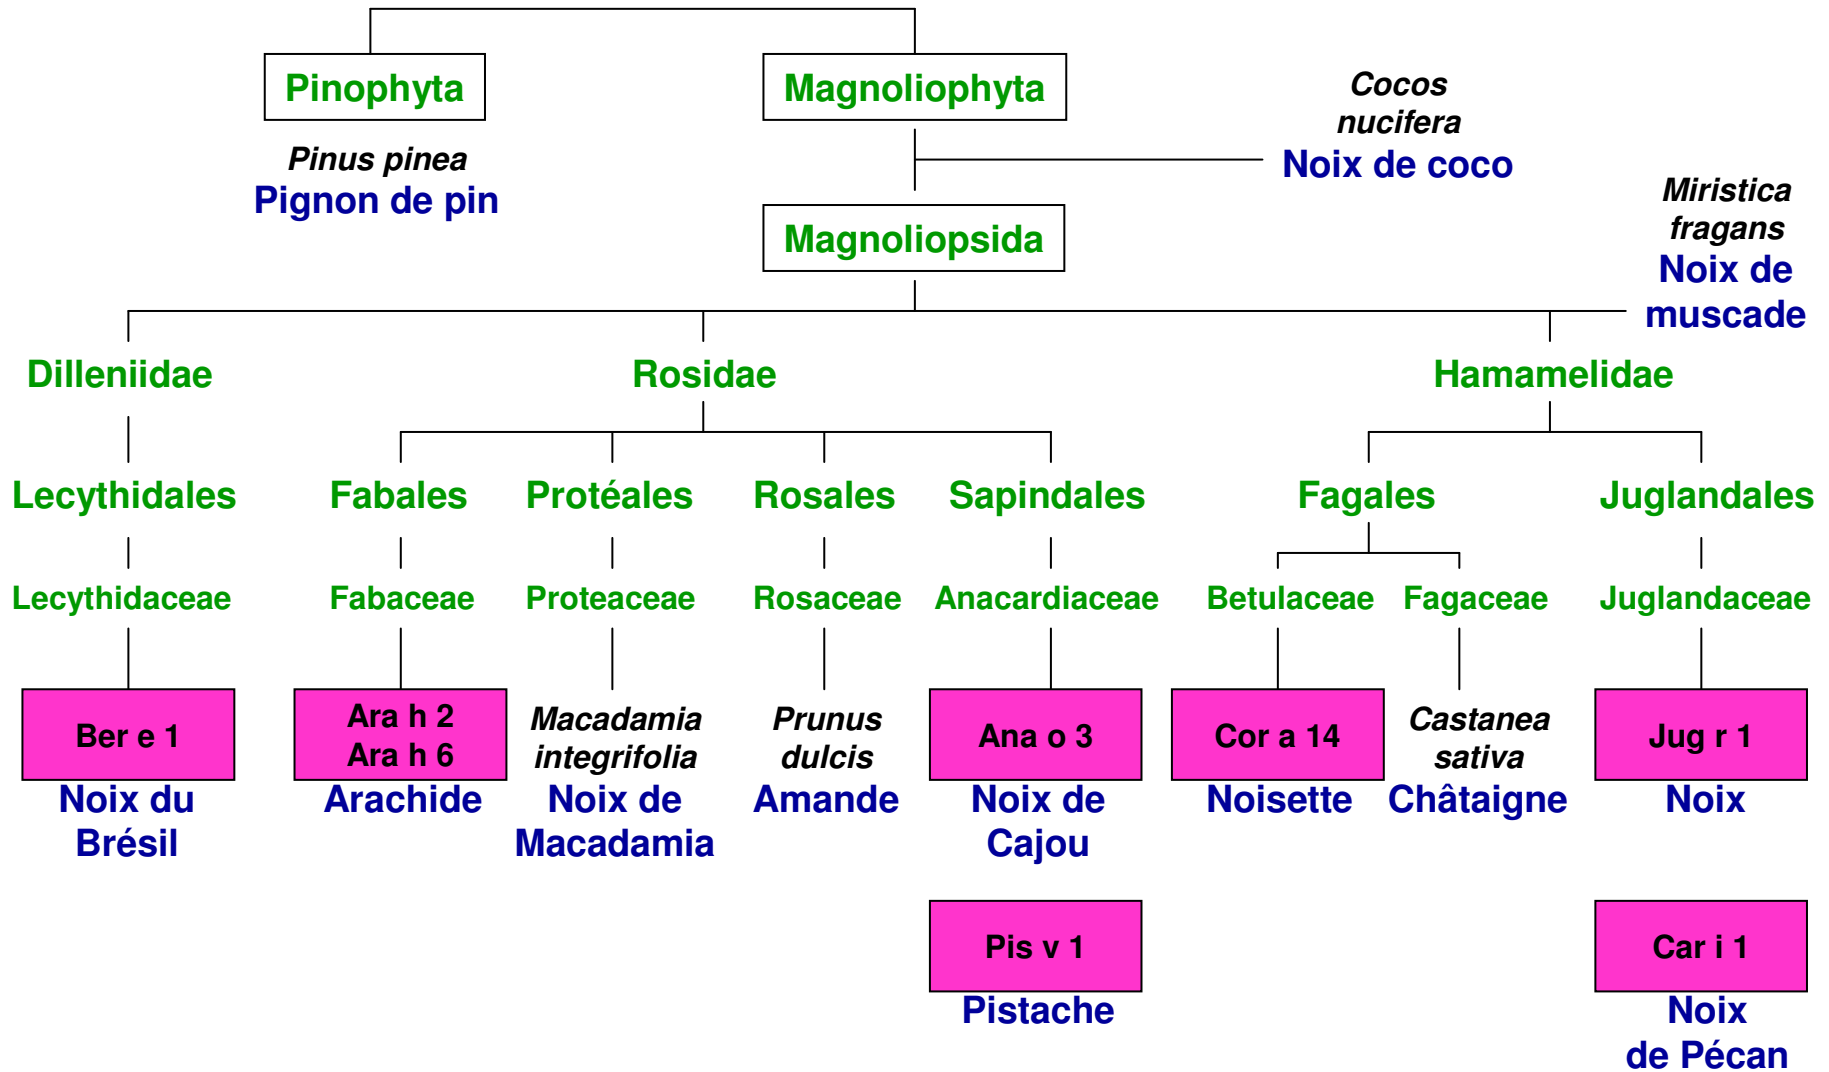 Pinophyta
Magnoliophyta
Pinus pinea
Pignon de pin
Cocos
nucifera
Noix de coco
Magnoliopsida
Miristica
fragans
Noix de
muscade
Dilleniidae
Rosidae
Hamamelidae
Lecythidales
Fabales
Protéales
Rosales
Sapindales
Fagales
Juglandales
Lecythidaceae
Fabaceae
Proteaceae
Rosaceae
Anacardiaceae
Betulaceae
Fagaceae
Juglandaceae
Ber e 1
Noix du
Brésil
Ara h 2
Ara h 6
Arachide
Macadamia
integrifolia
Noix de
Macadamia
Prunus
dulcis
Amande
Ana o 3
Noix de
Cajou
Cor a 14
Noisette
Castanea
sativa
Châtaigne
Jug r 1
Noix
Pis v 1
Pistache
Car i 1
Noix
de Pécan